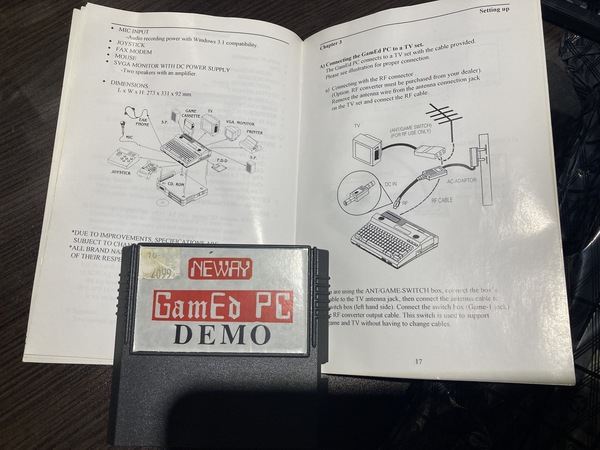 • MIC INPUT
-Audio recording power with Windows 3.1 compatibility.
• JOYSTICK
• FAX MODEM
• MOUSE
• SVGA MONITOR WITH DC POWER SUPPLY
-Two speakers with an amplifier
• DIMENSIONS:
L x W x H: 273 x 331 x 92 mm
EAR PHONE
GAME CASSETTE
TV
S.P.
VGA MONITOR
PRINTER
MIC
S.P.
JOYSTICK
F.D.D
CD. ROM
*DUE TO IMPROVEMENTS, SPECIFICATIONS ARE
SUBJECT TO
*ALL BRAND
OF THEIR
Chapter 3
Setting up
A) Connecting the GamEd PC to a TV set.
The GamEd PC connects to a TV set with the cable provided.
Please see illustration for proper connection.
a) Connecting with the RF connector
(Option: RF converter must be purchased from your dealer)
Remove the antenna wire from the antenna connection jack
on the TV set and connect the RF cable.
TV
(ANT/GAME SWITCH)
(FOR RF USE ONLY)
DC IN
RF
AC-ADAPTOR
RF CABLE
are using the ANT/GAME SWITCH box, connect the box's
cable to the TV antenna jack, then connect the antenna cable to
switch box (left hand side). Connect the switch box (Game-1 jack)
RF converter output cable. This switch is used to support
game and TV without having to change cables.
17
2099
NEWAY
GamEd PC
DEMO